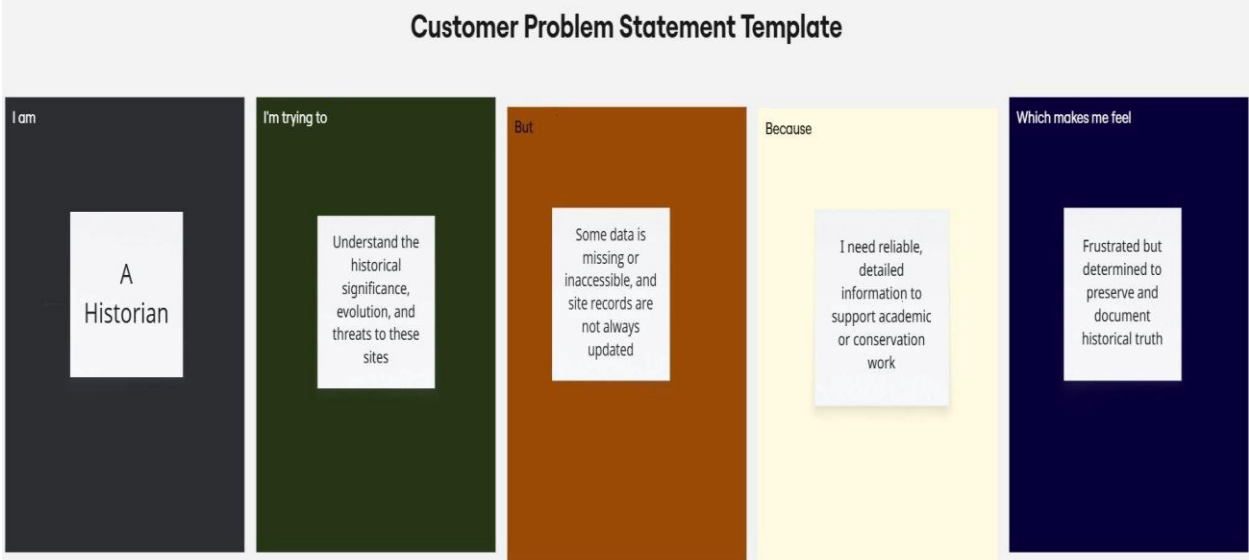 Customer Problem Statement Template
I am
A
Historian
I'm trying to
Understand the
historical
significance,
evolution, and
threats to these
sites
But
Some data is
missing or
inaccessible, and
site records are
not always
updated
Because
I need reliable,
detailed
information to
support academic
or conservation
work
Which makes me feel
Frustrated but
determined to
preserve and
document
historical truth